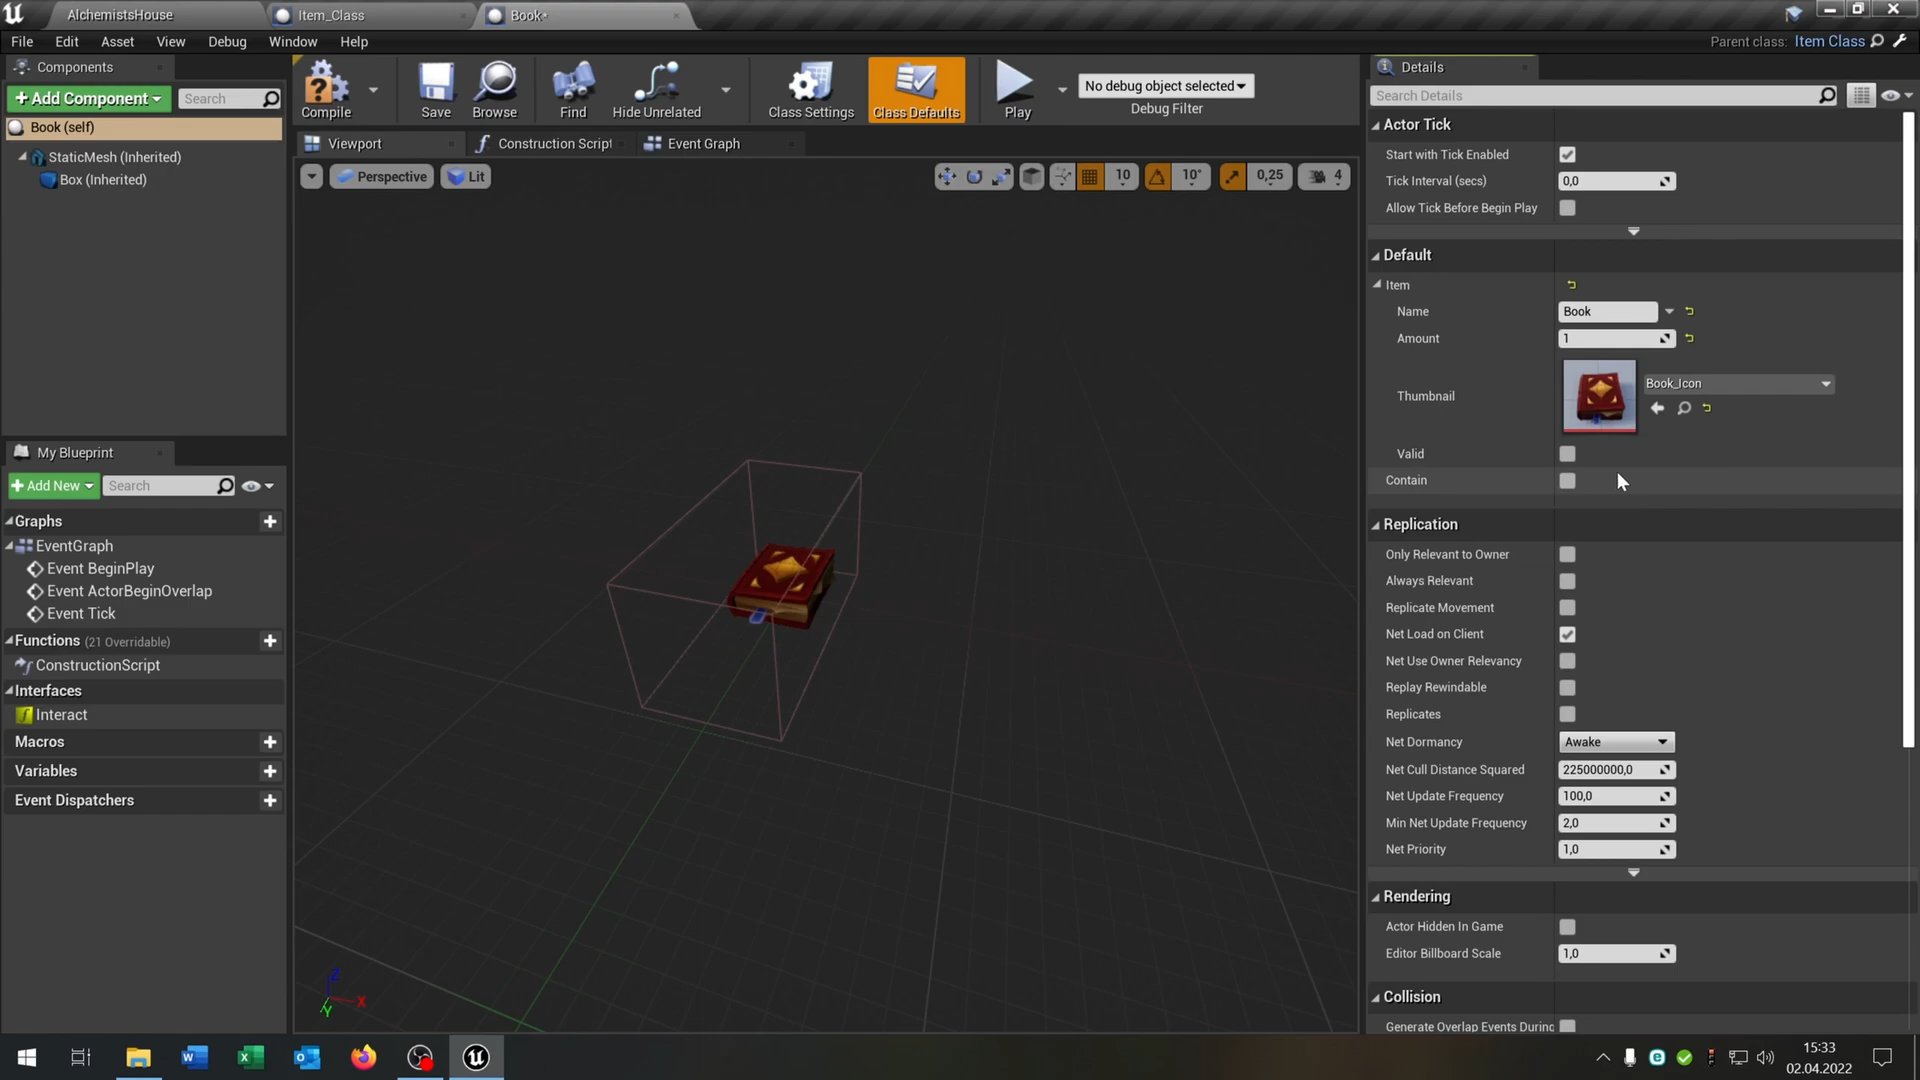 AlchemistsHouse
Item_Class
Book*
File Edit Asset View Debug Window Help
Parent class: Item Class
Components
+ Add Component
Search
Book (self)
StaticMesh (Inherited)
Box (Inherited)
Compile
Save
Browse
Find
Hide Unrelated
Class Settings
Class Defaults
Play
No debug object selected
Debug Filter
Viewport
Construction Script
Event Graph
Perspective
Lit
10
10°
0,25
4
My Blueprint
+ Add New
Search
Graphs
EventGraph
Event BeginPlay
Event ActorBeginOverlap
Event Tick
Functions (21 Overridable)
ConstructionScript
Interfaces
Interact
Macros
Variables
Event Dispatchers
Z
X
Y
Details
Search Details
Actor Tick
Start with Tick Enabled
Tick Interval (secs) 0,0
Allow Tick Before Begin Play
Default
Item
Name Book
Amount 1
Thumbnail Book_Icon
Valid
Contain
Replication
Only Relevant to Owner
Always Relevant
Replicate Movement
Net Load on Client
Net Use Owner Relevancy
Replay Rewindable
Replicates
Net Dormancy Awake
Net Cull Distance Squared 225000000,0
Net Update Frequency 100,0
Min Net Update Frequency 2,0
Net Priority 1,0
Rendering
Actor Hidden In Game
Editor Billboard Scale 1,0
Collision
Generate Overlap Events During
15:33
02.04.2022